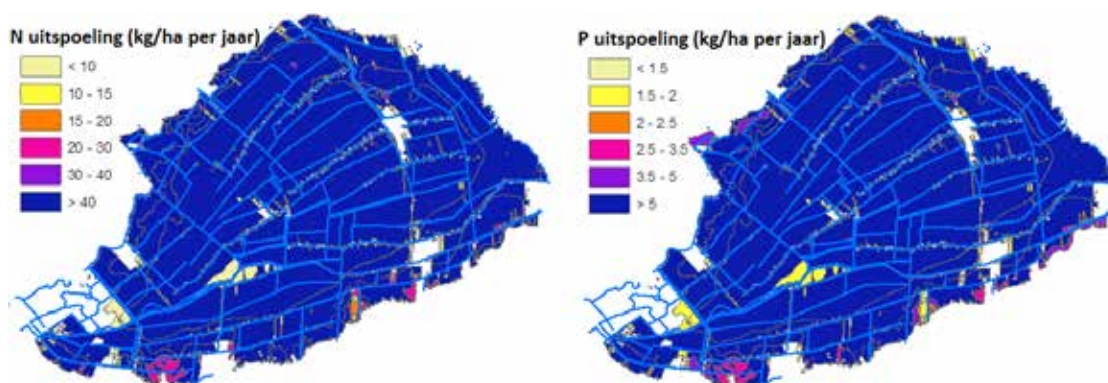 N uitspoeling (kg/ha per jaar)
< 10
10 - 15
15 - 20
20 - 30
30 - 40
> 40
P uitspoeling (kg/ha per jaar)
< 1.5
1.5 - 2
2 - 2.5
2.5 - 3.5
3.5 - 5
> 5